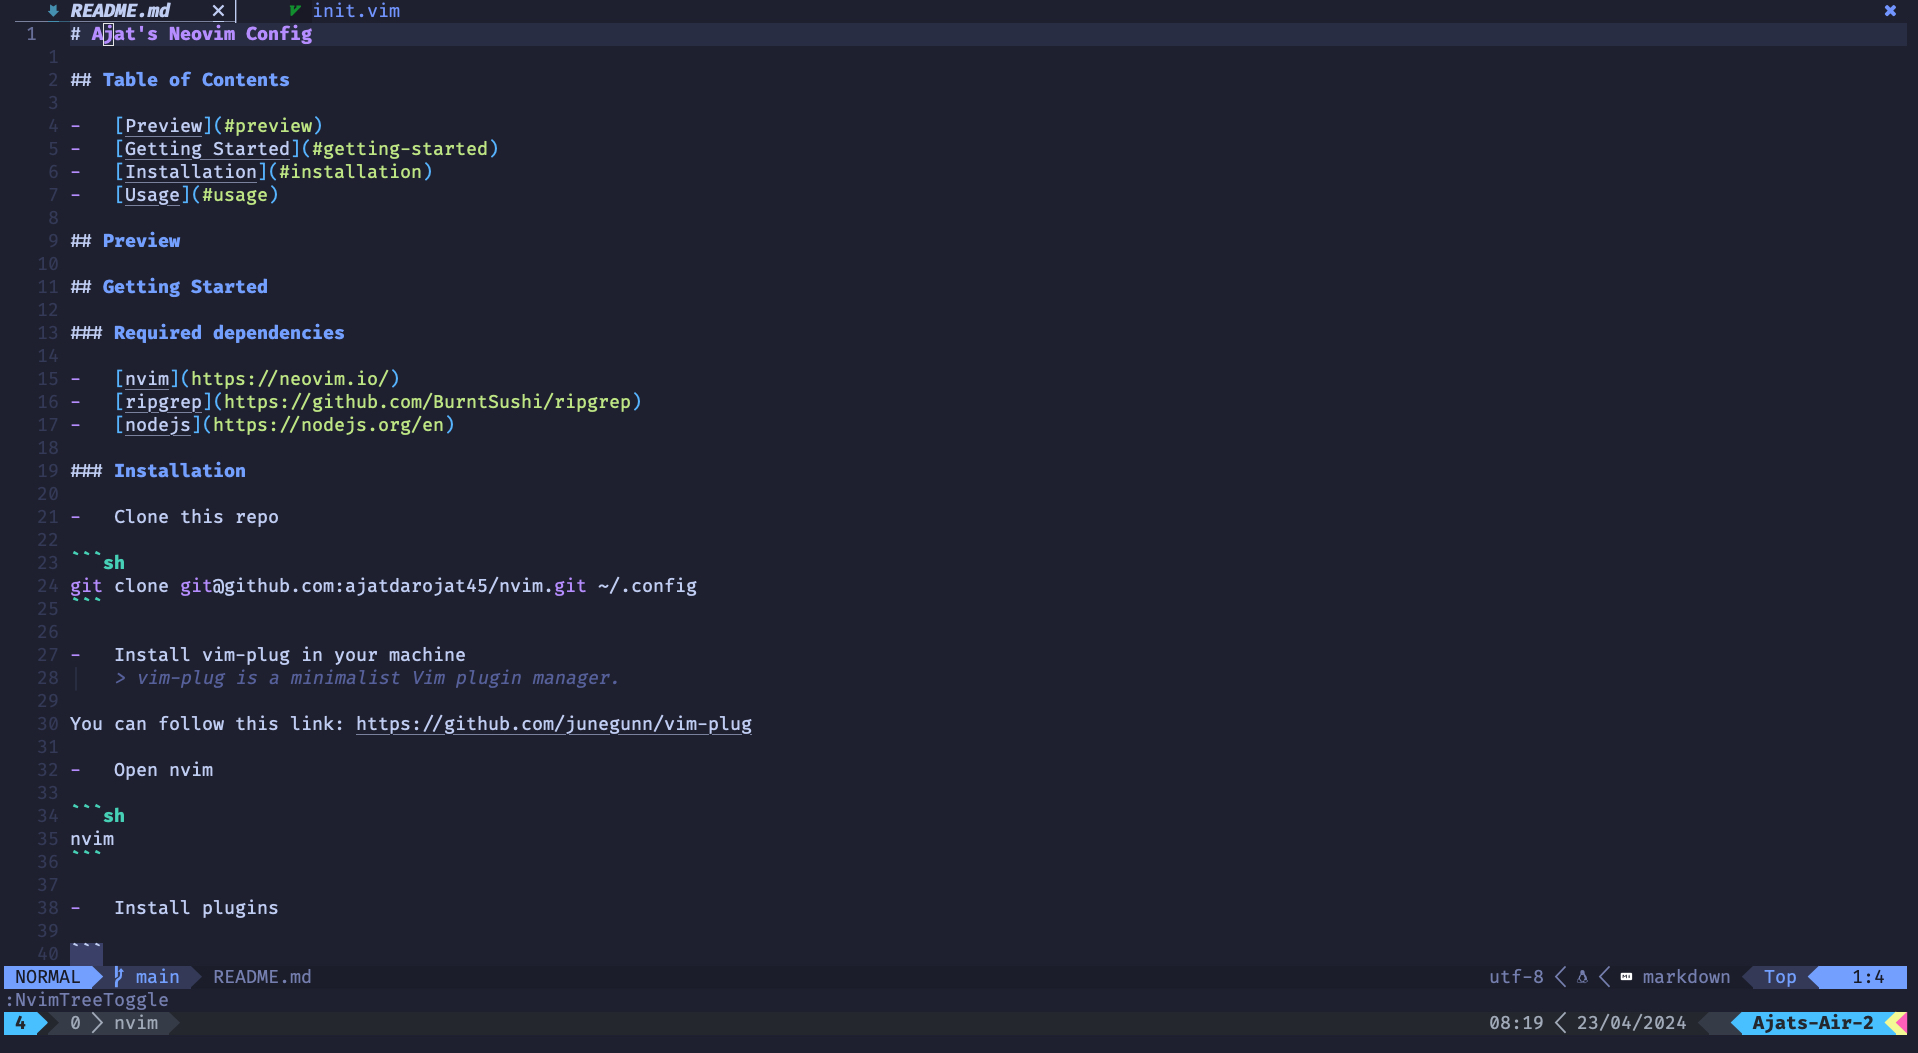 README.md × init.vim ✖
1 # Ajat's Neovim Config
1
2 ## Table of Contents
3
4 -   [Preview](#preview)
5 -   [Getting Started](#getting-started)
6 -   [Installation](#installation)
7 -   [Usage](#usage)
8
9 ## Preview
10
11 ## Getting Started
12
13 ### Required dependencies
14
15 -   [nvim](https://neovim.io/)
16 -   [ripgrep](https://github.com/BurntSushi/ripgrep)
17 -   [nodejs](https://nodejs.org/en)
18
19 ### Installation
20
21 -   Clone this repo
22
23 ```sh
24 git clone git@github.com:ajatdarojat45/nvim.git ~/.config
25 ```
26
27 -   Install vim-plug in your machine
28     > vim-plug is a minimalist Vim plugin manager.
29
30 You can follow this link: https://github.com/junegunn/vim-plug
31
32 -   Open nvim
33
34 ```sh
35 nvim
36 ```
37
38 -   Install plugins
39
40 ```
NORMAL main README.md utf-8 markdown Top 1:4
:NvimTreeToggle
4 0 nvim 08:19 23/04/2024 Ajats-Air-2